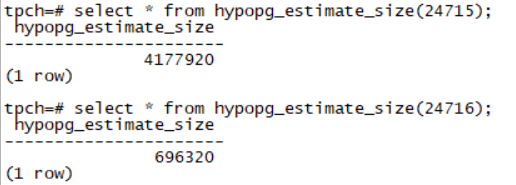 tpch=# select * from hypopg_estimate_size(24715);
 hypopg_estimate_size
----------------------
              4177920
(1 row)

tpch=# select * from hypopg_estimate_size(24716);
 hypopg_estimate_size
----------------------
               696320
(1 row)